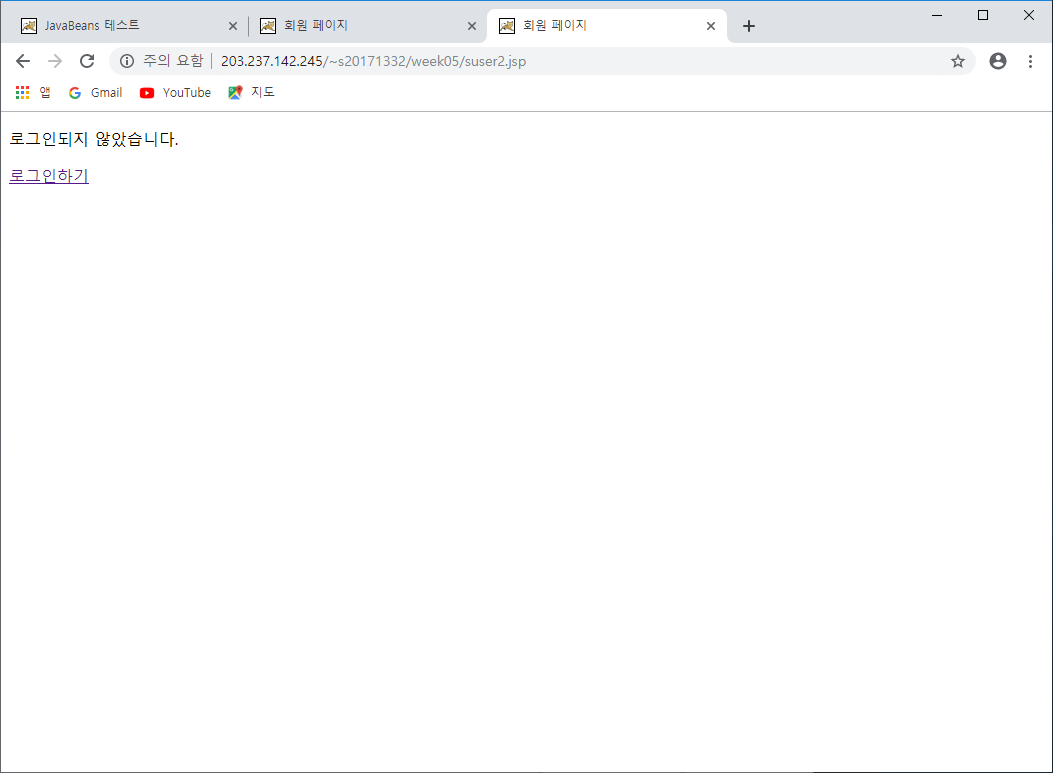 JavaBeans 테스트
회원 페이지
회원 페이지
주의 요함 | 203.237.142.245/~s20171332/week05/suser2.jsp
앱 Gmail YouTube 지도
로그인되지 않았습니다.
로그인하기